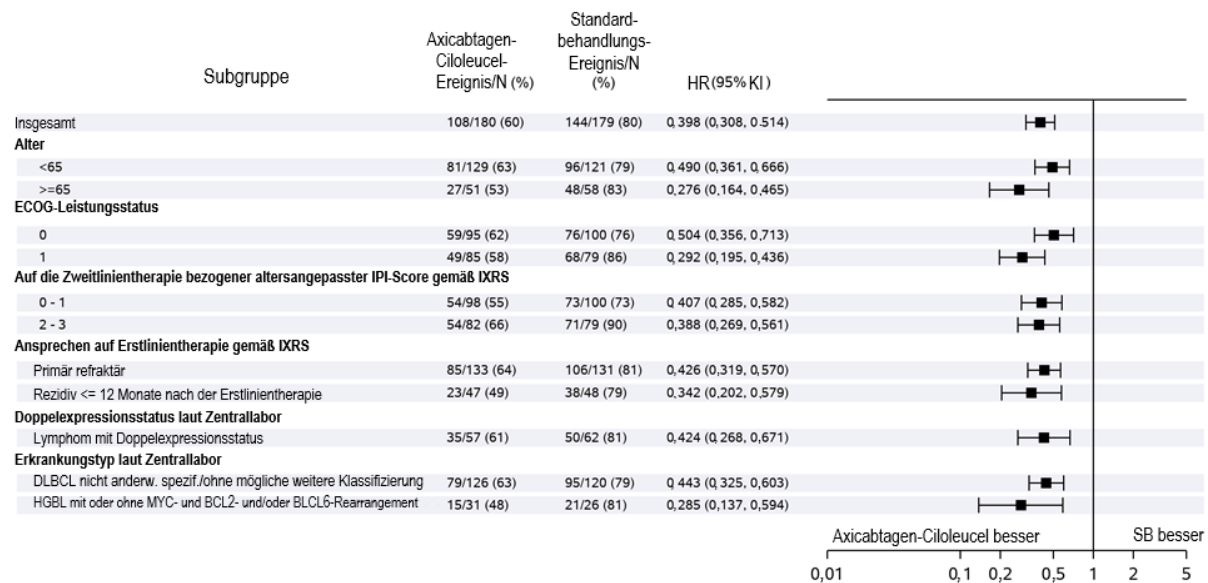 Subgruppe
Axicabtagen-
Ciloleucel-
Ereignis/N (%)
Standard-
behandlungs-
Ereignis/N
(%)
HR (95% KI)
Insgesamt 108/180 (60) 144/179 (80) 0,398 (0,308, 0.514)
Alter
<65 81/129 (63) 96/121 (79) 0,490 (0,361, 0,666)
>=65 27/51 (53) 48/58 (83) 0,276 (0,164, 0,465)
ECOG-Leistungsstatus
0 59/95 (62) 76/100 (76) 0,504 (0,356, 0,713)
1 49/85 (58) 68/79 (86) 0,292 (0,195, 0,436)
Auf die Zweitlinientherapie bezogener altersangepasster IPI-Score gemäß IXRS
0 - 1 54/98 (55) 73/100 (73) 0,407 (0,285, 0,582)
2 - 3 54/82 (66) 71/79 (90) 0,388 (0,269, 0,561)
Ansprechen auf Erstlinientherapie gemäß IXRS
Primär refraktär 85/133 (64) 106/131 (81) 0,426 (0,319, 0,570)
Rezidiv <= 12 Monate nach der Erstlinientherapie 23/47 (49) 38/48 (79) 0,342 (0,202, 0,579)
Doppelexpressionsstatus laut Zentrallabor
Lymphom mit Doppelexpressionsstatus 35/57 (61) 50/62 (81) 0,424 (0,268, 0,671)
Erkrankungstyp laut Zentrallabor
DLBCL nicht anderw. spezif./ohne mögliche weitere Klassifizierung 79/126 (63) 95/120 (79) 0,443 (0,325, 0,603)
HGBL mit oder ohne MYC- und BCL2- und/oder BLCL6-Rearrangement 15/31 (48) 21/26 (81) 0,285 (0,137, 0,594)
Axicabtagen-Ciloleucel besser SB besser
0,01 0,1 0,2 0,5 1 2 5